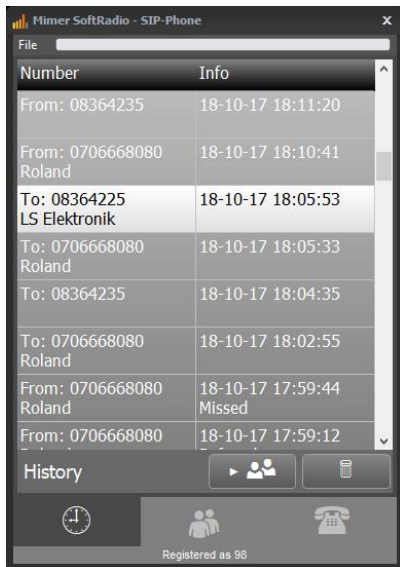 Mimer SoftRadio - SIP-Phone x
File
Number Info
From: 08364235 18-10-17 18:11:20
From: 0706668080 18-10-17 18:10:41
Roland
To: 08364225 18-10-17 18:05:53
LS Elektronik
To: 0706668080 18-10-17 18:05:33
Roland
To: 08364235 18-10-17 18:04:35
To: 0706668080 18-10-17 18:02:55
Roland
From: 0706668080 18-10-17 17:59:44
Roland Missed
From: 0706668080 18-10-17 17:59:12
History
Registered as 98